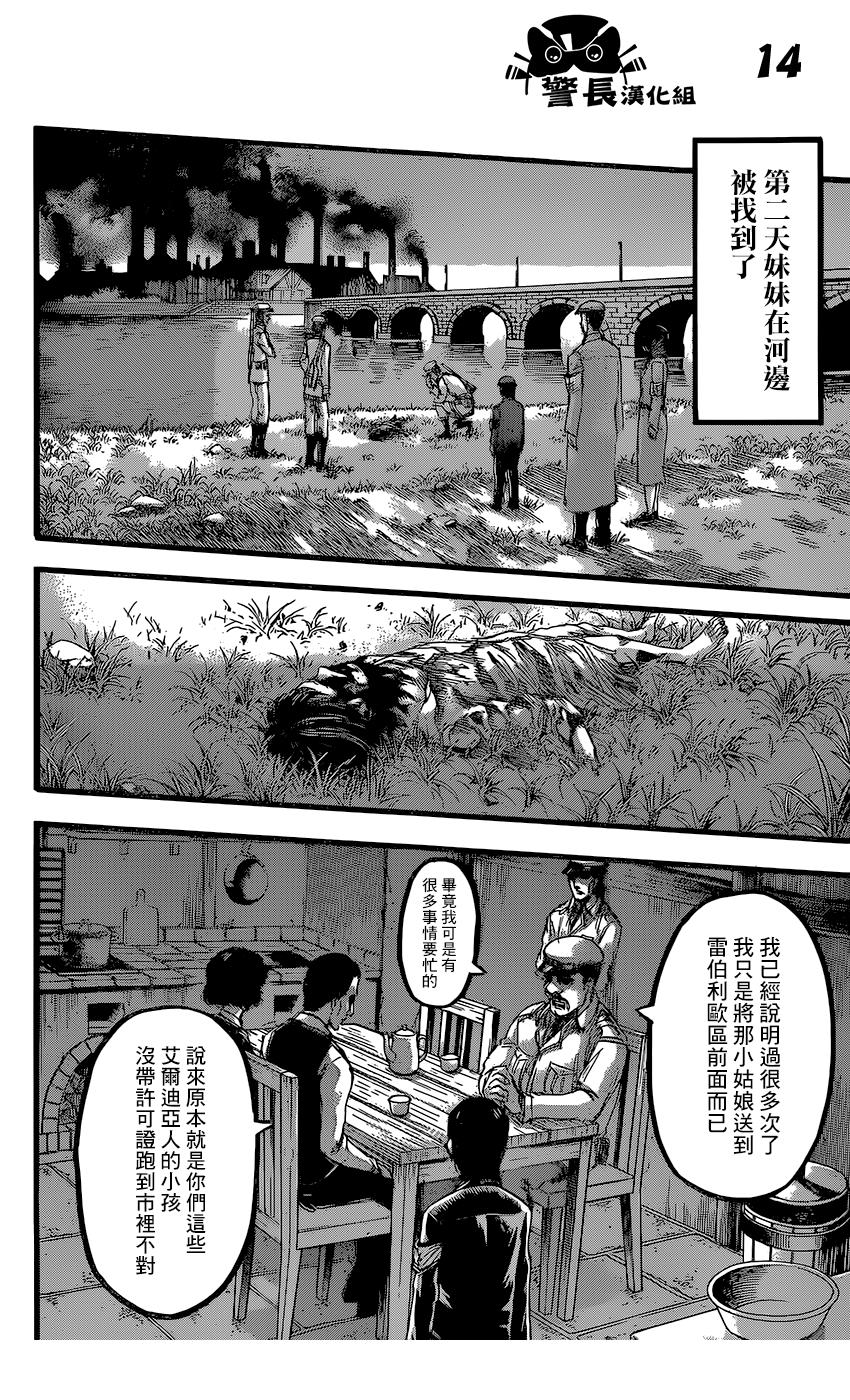 警長漢化組
14
第二天妹妹在河邊
被找到了
我已經說明過很多次了
我只是將那小姑娘送到
雷伯利歐區前面而已
畢竟我可是有
很多事情要忙的
說來原本就是你們這些
艾爾迪亞人的小孩
沒帶許可證跑到市裡不對